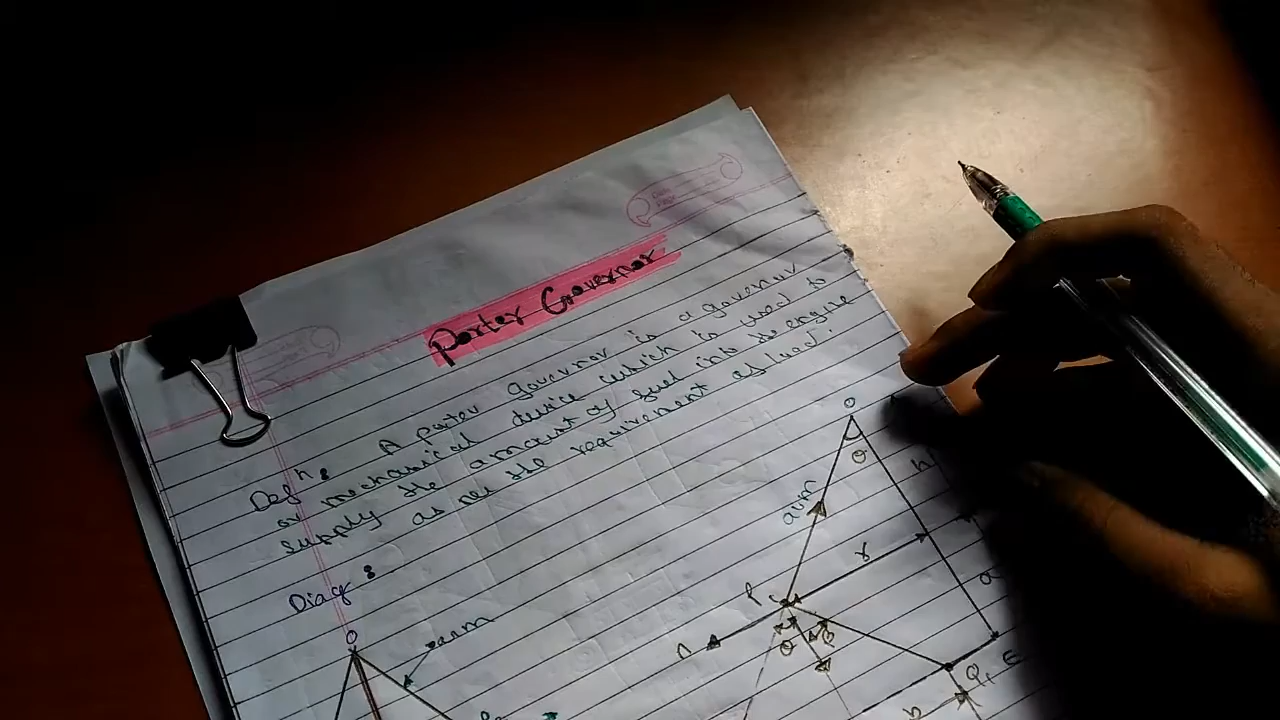 Porter Governor
Defn: A porter governor is a governor
or mechanical device which is used to
supply the amount of fuel into the engine
as per the requirement as load.
Diag:
O
arm
O
θ
arm
h
r
P
a
Q